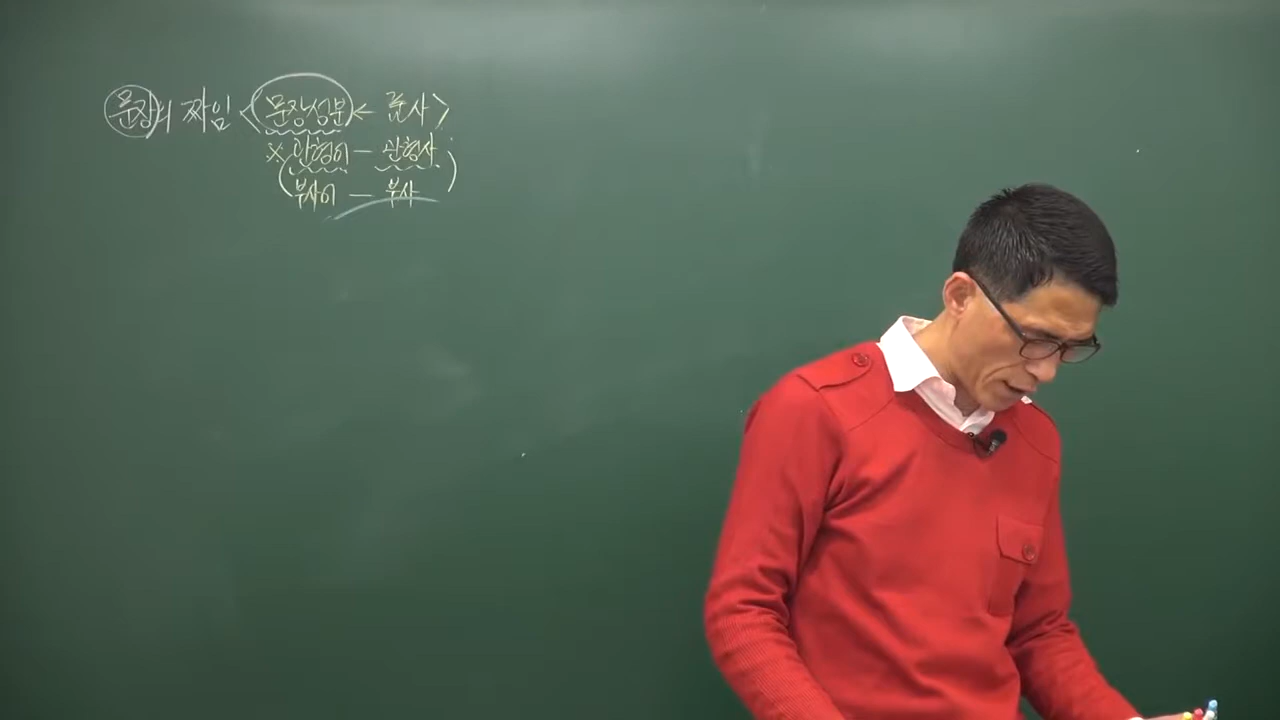 문장의 짜임 <문장성분 ← 품사>
※ 관형어 — 관형사
(부사어 — 부사)